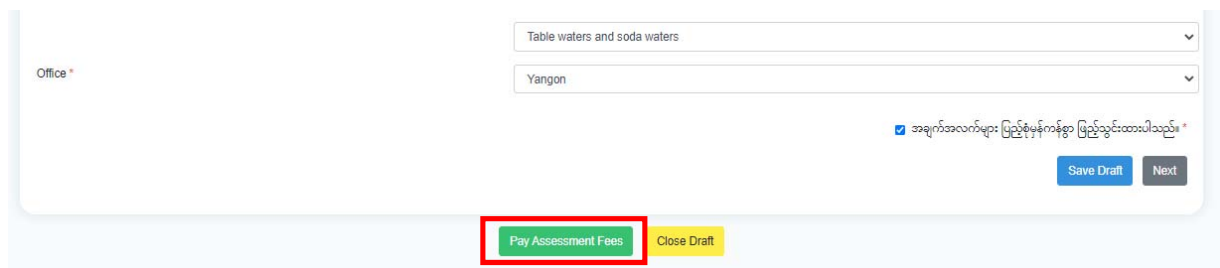 Table waters and soda waters
Office *
Yangon
အချက်အလက်များ ပြည့်စုံမှန်ကန်စွာ ဖြည့်သွင်းထားပါသည်။ *
Save Draft Next
Pay Assessment Fees Close Draft